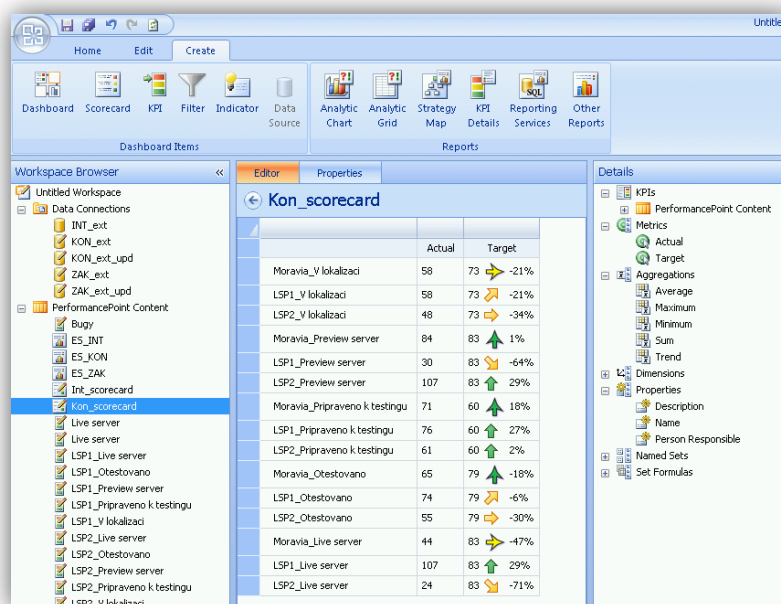 Untitle
Home Edit Create
Dashboard Scorecard KPI Filter Indicator Data Source
Analytic Chart Analytic Grid Strategy Map KPI Details Reporting Services Other Reports
Dashboard Items Reports
Workspace Browser «
Untitled Workspace
Data Connections
INT_ext
KON_ext
KON_ext_upd
ZAK_ext
ZAK_ext_upd
PerformancePoint Content
Bugy
ES_INT
ES_KON
ES_ZAK
Int_scorecard
Kon_scorecard
Live server
Live server
LSP1_Live server
LSP1_Otestovano
LSP1_Preview server
LSP1_Pripraveno k testingu
LSP1_V lokalizaci
LSP2_Live server
LSP2_Otestovano
LSP2_Preview server
LSP2_Pripraveno k testingu
LSP2_V lokalizaci
Editor Properties
Kon_scorecard
Actual Target
Moravia_V lokalizaci 58 73 -21%
LSP1_V lokalizaci 58 73 -21%
LSP2_V lokalizaci 48 73 -34%
Moravia_Preview server 84 83 1%
LSP1_Preview server 30 83 -64%
LSP2_Preview server 107 83 29%
Moravia_Pripraveno k testingu 71 60 18%
LSP1_Pripraveno k testingu 76 60 27%
LSP2_Pripraveno k testingu 61 60 2%
Moravia_Otestovano 65 79 -18%
LSP1_Otestovano 74 79 -6%
LSP2_Otestovano 55 79 -30%
Moravia_Live server 44 83 -47%
LSP1_Live server 107 83 29%
LSP2_Live server 24 83 -71%
Details
KPIs
PerformancePoint Content
Metrics
Actual
Target
Aggregations
Average
Maximum
Minimum
Sum
Trend
Dimensions
Properties
Description
Name
Person Responsible
Named Sets
Set Formulas